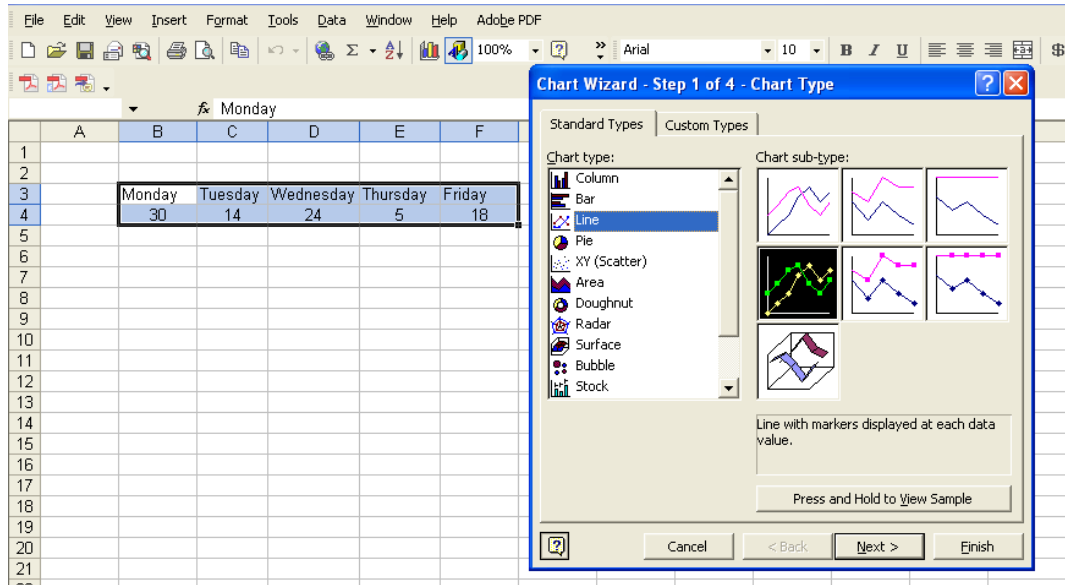 File Edit View Insert Format Tools Data Window Help Adobe PDF
Σ 100% ? Arial 10 B I U $
fx Monday
Chart Wizard - Step 1 of 4 - Chart Type
Standard Types Custom Types
Chart type: Chart sub-type:
Column
Bar
Line
Pie
XY (Scatter)
Area
Doughnut
Radar
Surface
Bubble
Stock
Line with markers displayed at each data
value.
Press and Hold to View Sample
Cancel < Back Next > Finish
A B C D E F
1
2
3 Monday Tuesday Wednesday Thursday Friday
4 30 14 24 5 18
5
6
7
8
9
10
11
12
13
14
15
16
17
18
19
20
21